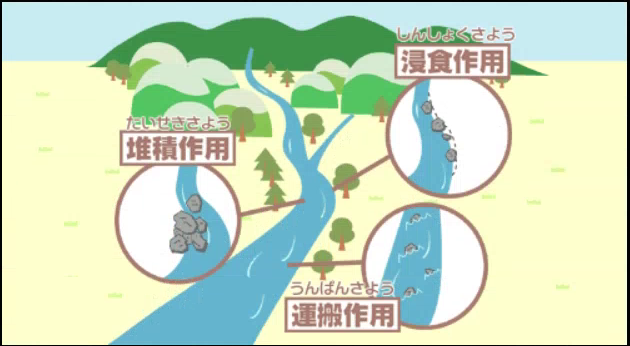 しんしょくさよう
浸食作用
たいせきさよう
堆積作用
うんぱんさよう
運搬作用